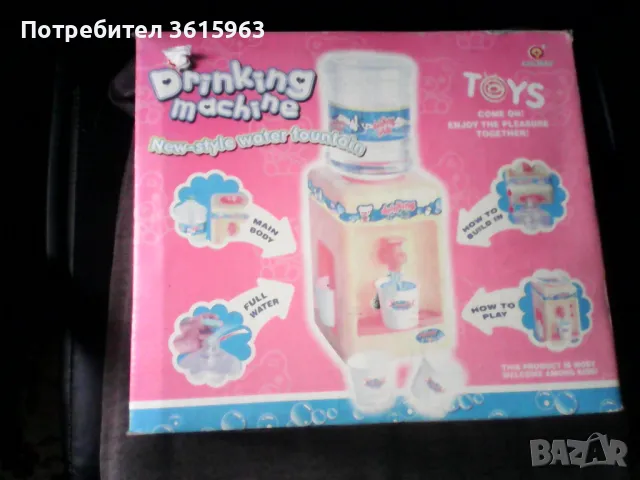 Потребител 3615963
Drinking
machine
New-style water fountain
TOYS
COME ON!
ENJOY THE PLEASURE
TOGETHER!
MAIN
BODY
HOW TO
BUILD IN
FULL
WATER
HOW TO
PLAY
THIS PRODUCT IS MOST
WELCOME AMONG KIDS!
BAZAR